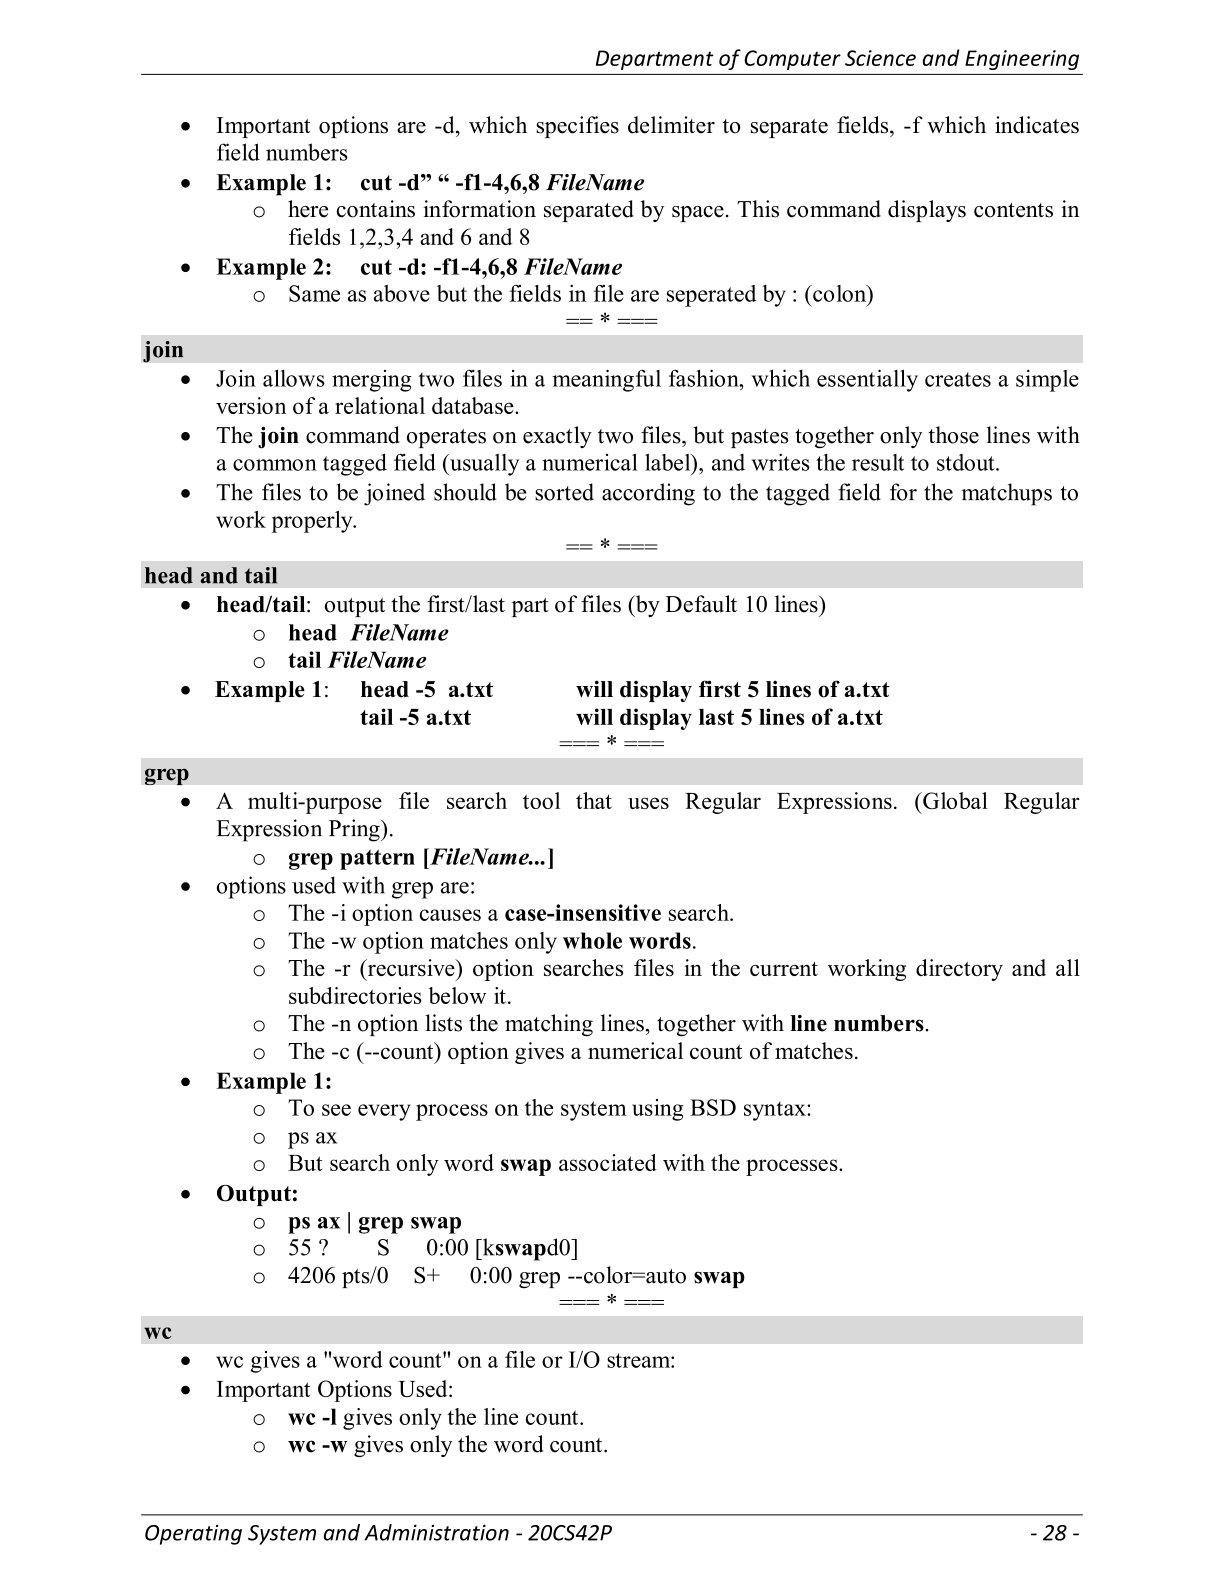 Department of Computer Science and Engineering
• Important options are -d, which specifies delimiter to separate fields, -f which indicates
field numbers
• Example 1: cut -d” “ -f1-4,6,8 FileName
o here contains information separated by space. This command displays contents in
fields 1,2,3,4 and 6 and 8
• Example 2: cut -d: -f1-4,6,8 FileName
o Same as above but the fields in file are seperated by : (colon)
== * ===
join
• Join allows merging two files in a meaningful fashion, which essentially creates a simple
version of a relational database.
• The join command operates on exactly two files, but pastes together only those lines with
a common tagged field (usually a numerical label), and writes the result to stdout.
• The files to be joined should be sorted according to the tagged field for the matchups to
work properly.
== * ===
head and tail
• head/tail: output the first/last part of files (by Default 10 lines)
o head FileName
o tail FileName
• Example 1: head -5 a.txt will display first 5 lines of a.txt
tail -5 a.txt will display last 5 lines of a.txt
=== * ===
grep
• A multi-purpose file search tool that uses Regular Expressions. (Global Regular
Expression Pring).
o grep pattern [FileName...]
• options used with grep are:
o The -i option causes a case-insensitive search.
o The -w option matches only whole words.
o The -r (recursive) option searches files in the current working directory and all
subdirectories below it.
o The -n option lists the matching lines, together with line numbers.
o The -c (--count) option gives a numerical count of matches.
• Example 1:
o To see every process on the system using BSD syntax:
o ps ax
o But search only word swap associated with the processes.
• Output:
o ps ax | grep swap
o 55 ? S 0:00 [kswapd0]
o 4206 pts/0 S+ 0:00 grep --color=auto swap
=== * ===
wc
• wc gives a "word count" on a file or I/O stream:
• Important Options Used:
o wc -l gives only the line count.
o wc -w gives only the word count.
Operating System and Administration - 20CS42P - 28 -